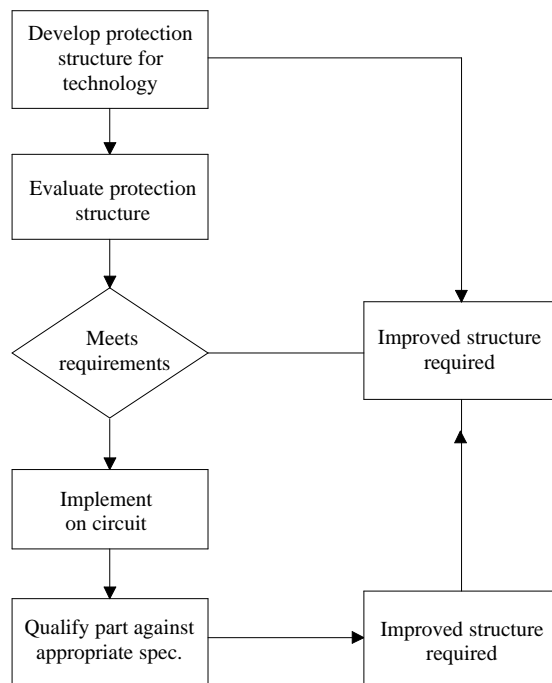 Develop protection
structure for
technology
Evaluate protection
structure
Meets
requirements
Improved structure
required
Implement
on circuit
Qualify part against
appropriate spec.
Improved structure
required